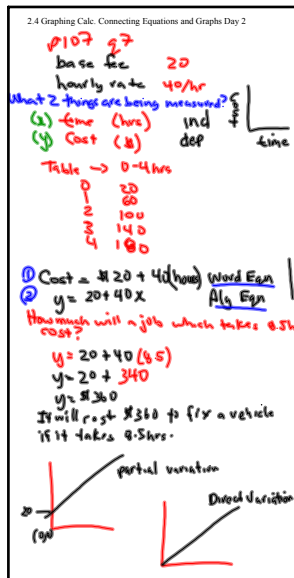 2.4 Graphing Calc. Connecting Equations and Graphs Day 2
p107 q7
base fee 20
hourly rate 40/hr
What 2 things are being measured?
(x) time (hrs) ind
(y) Cost ($) dep
Cost
time
Table → 0-4hrs
0 20
1 60
2 100
3 140
4 180
① Cost = $20 + 40(hours) Word Eqn
② y = 20+40x Alg Eqn
How much will a job which takes 8.5h
cost?
y = 20 + 40 (8.5)
y = 20 + 340
y = $360
It will cost $360 to fix a vehicle
if it takes 8.5hrs.
partial variation
20
Direct Variation